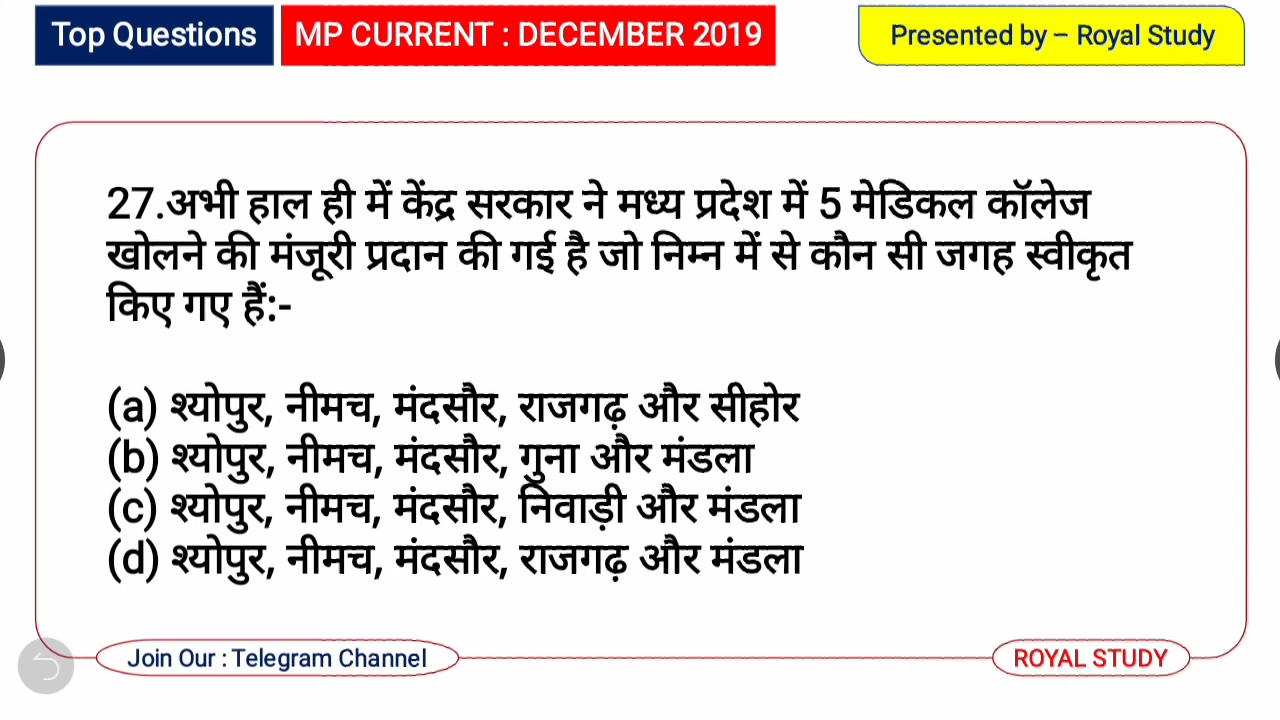 Top Questions
MP CURRENT : DECEMBER 2019
Presented by – Royal Study
27.अभी हाल ही में केंद्र सरकार ने मध्य प्रदेश में 5 मेडिकल कॉलेज
खोलने की मंजूरी प्रदान की गई है जो निम्न में से कौन सी जगह स्वीकृत
किए गए हैं:-
(a) श्योपुर, नीमच, मंदसौर, राजगढ़ और सीहोर
(b) श्योपुर, नीमच, मंदसौर, गुना और मंडला
(c) श्योपुर, नीमच, मंदसौर, निवाड़ी और मंडला
(d) श्योपुर, नीमच, मंदसौर, राजगढ़ और मंडला
Join Our : Telegram Channel
ROYAL STUDY